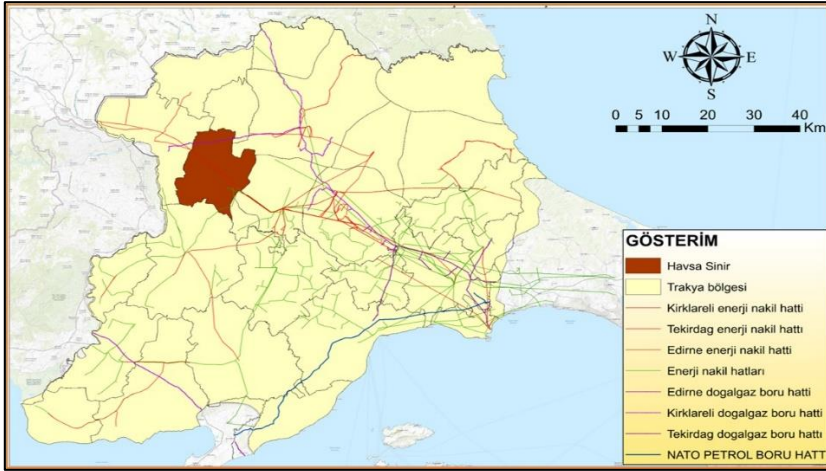 N
W E
S
0 5 10 20 30 40
Km
GÖSTERİM
Havsa Sinir
Trakya bölgesi
Kirklareli enerji nakil hatti
Tekirdag enerji nakil hattı
Edirne enerji nakil hatti
Enerji nakil hatları
Edirne dogalgaz boru hatti
Kirklareli dogalgaz boru hatti
Tekirdag dogalgaz boru hattı
NATO PETROL BORU HATT